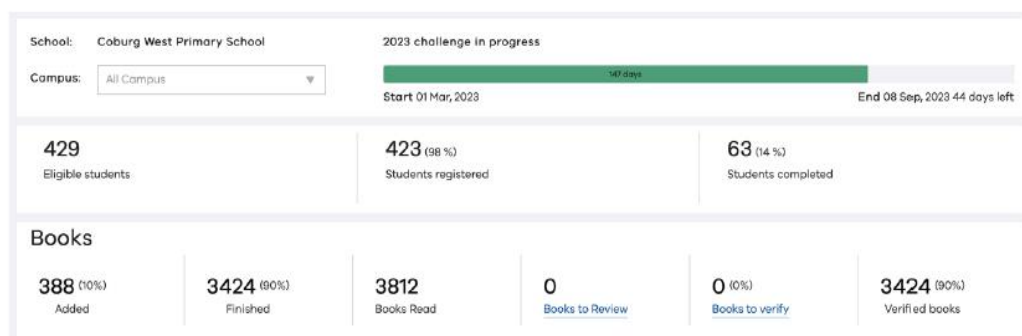 School: Coburg West Primary School
2023 challenge in progress
Campus: All Campus
147 days
Start 01 Mar, 2023
End 08 Sep, 2023 44 days left
429
Eligible students
423 (98 %)
Students registered
63 (14 %)
Students completed
Books
388 (10%)
Added
3424 (90%)
Finished
3812
Books Read
0
Books to Review
0 (0%)
Books to verify
3424 (90%)
Verified books